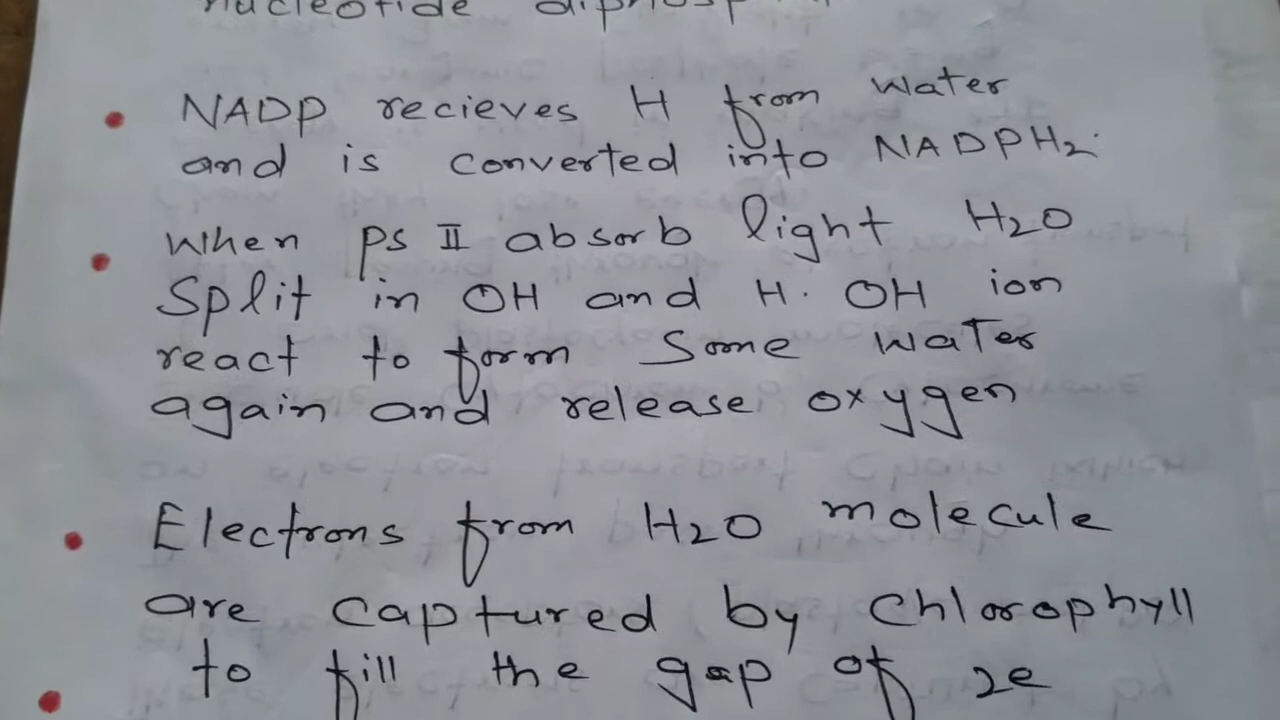 nucleotide
NADP recieves H from water
and is converted into NADPH2.
When PS II absorb light H2O
Split in OH and H. OH ion
react to form Some water
again and release oxygen
Electrons from H2O molecule
are captured by Chlorophyll
to fill the gap of 2e